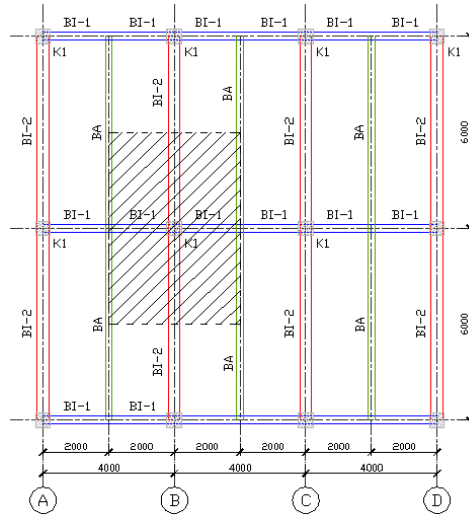 BI-1 BI-1 BI-1 BI-1 BI-1 BI-1
K1 K1 K1 K1
BI-2 BA BI-2 BA BI-2 BA BI-2 6000
BI-1 BI-1 BI-1 BI-1 BI-1 BI-1
K1 K1 K1
BI-2 BA BI-2 BA BI-2 BA BI-2 6000
BI-1 BI-1
2000 2000 2000 2000 2000 2000
4000 4000 4000
A B C D